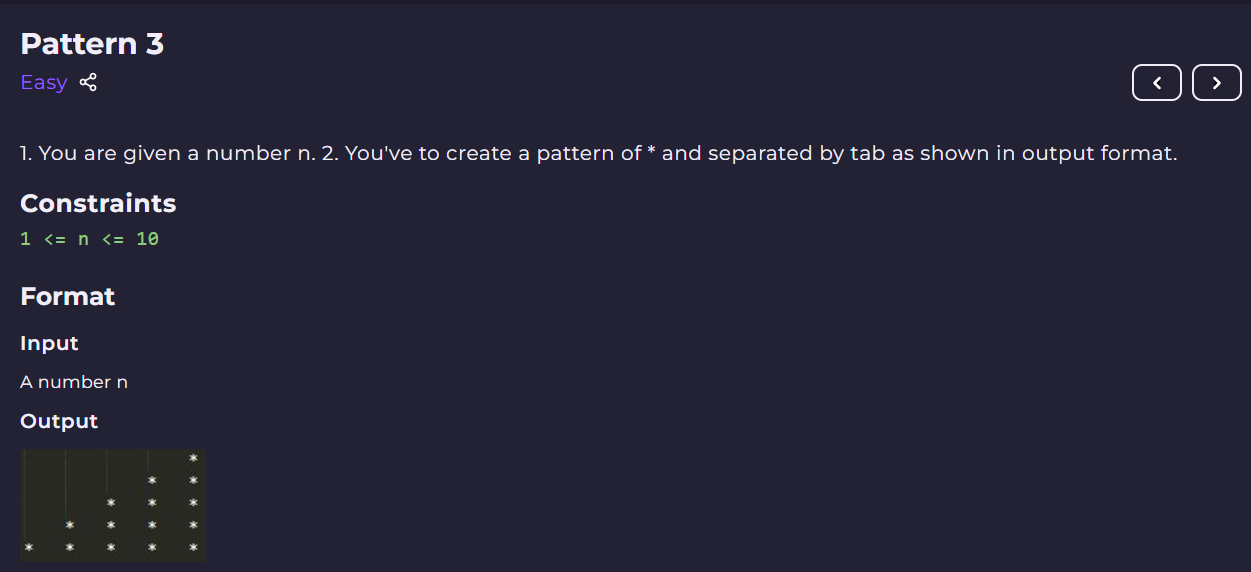 Pattern 3
Easy
1. You are given a number n. 2. You've to create a pattern of * and separated by tab as shown in output format.
Constraints
1 <= n <= 10
Format
Input
A number n
Output
*
* *
* * *
* * * *
* * * * *